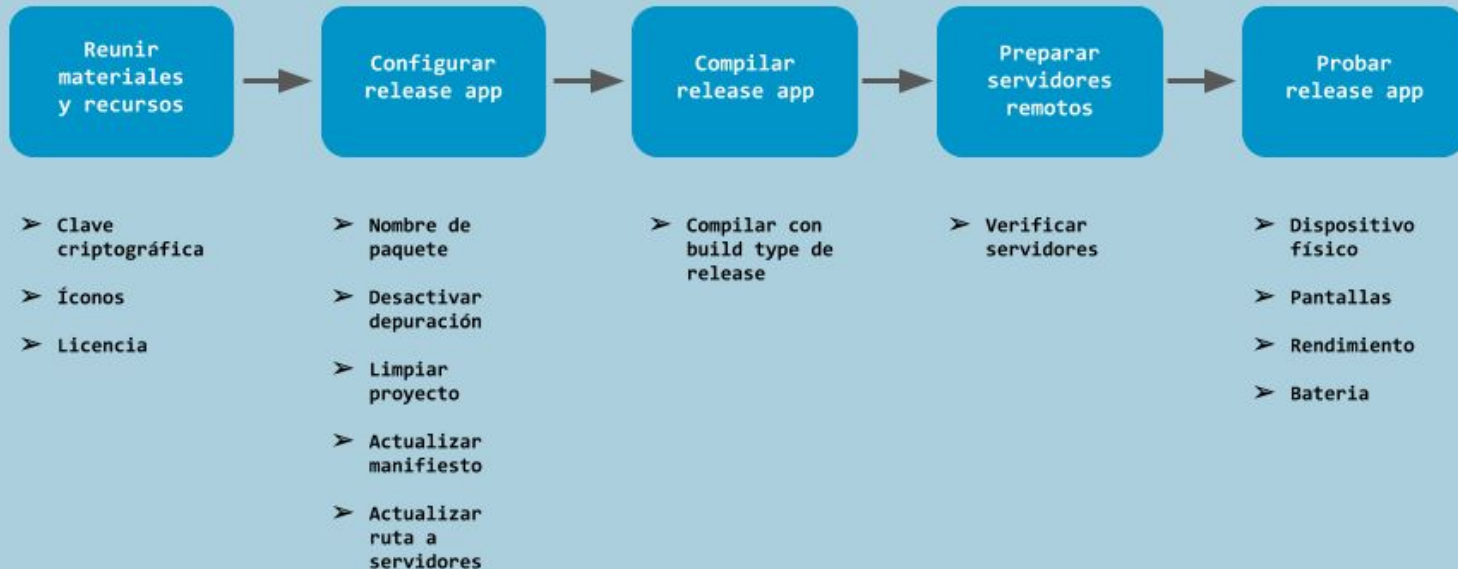 Reunir
materiales
y recursos
Configurar
release app
Compilar
release app
Preparar
servidores
remotos
Probar
release app
➢ Clave
criptográfica
➢ Íconos
➢ Licencia
➢ Nombre de
paquete
➢ Desactivar
depuración
➢ Limpiar
proyecto
➢ Actualizar
manifiesto
➢ Actualizar
ruta a
servidores
➢ Compilar con
build type de
release
➢ Verificar
servidores
➢ Dispositivo
físico
➢ Pantallas
➢ Rendimiento
➢ Bateria